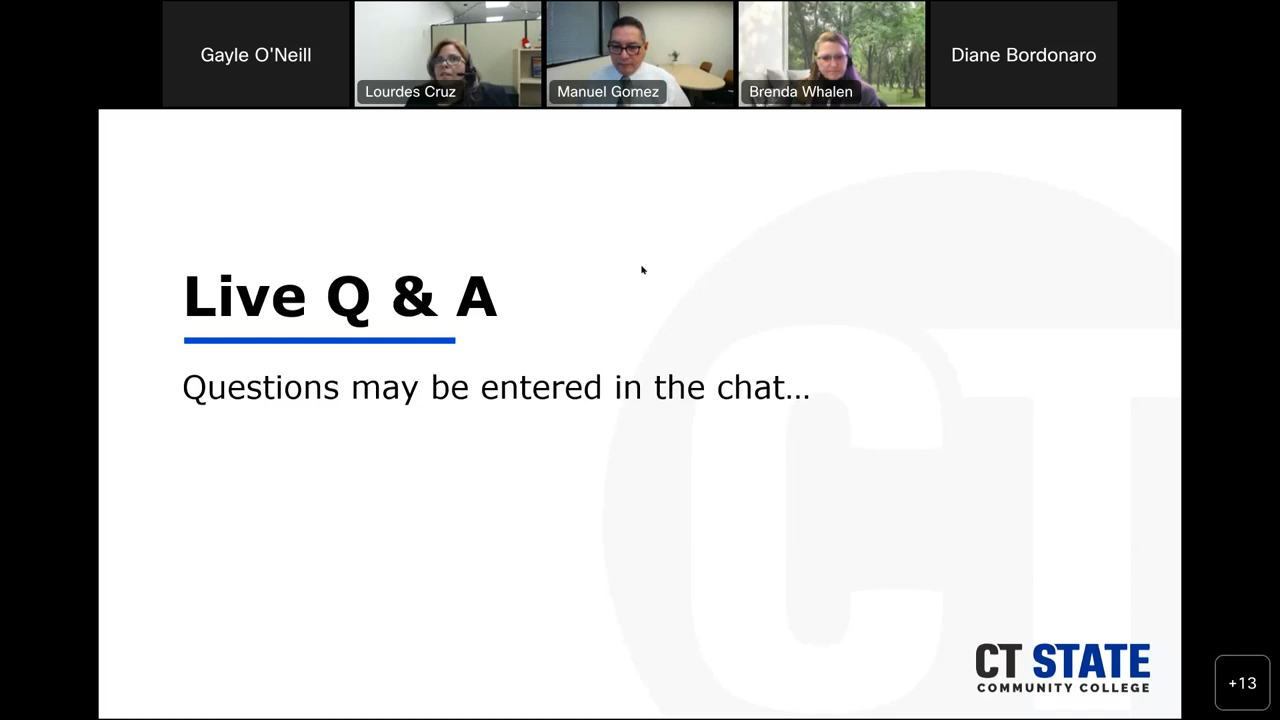 Gayle O'Neill
Lourdes Cruz
Manuel Gomez
Brenda Whalen
Diane Bordonaro
Live Q & A
Questions may be entered in the chat...
CT
CT STATE
COMMUNITY COLLEGE
+13